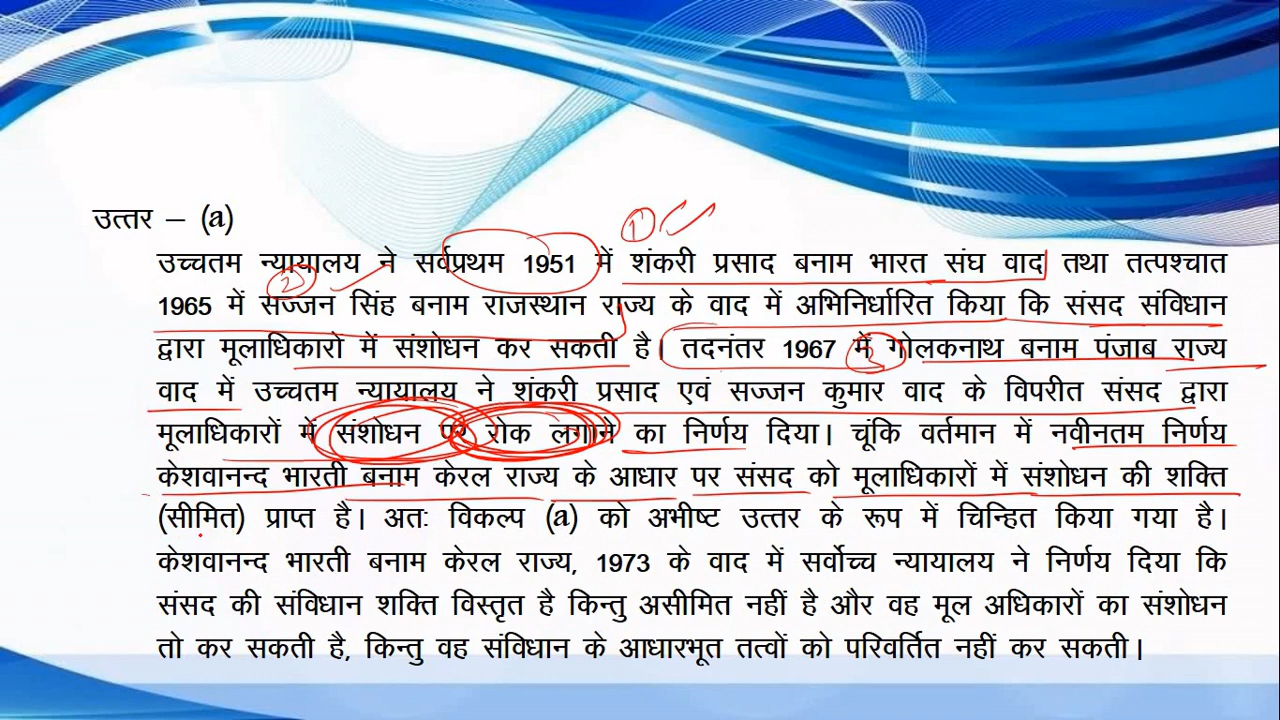 उत्तर – (a)
①
उच्चतम न्यायालय ने सर्वप्रथम 1951 में शंकरी प्रसाद बनाम भारत संघ वाद तथा तत्पश्चात
②
1965 में सज्जन सिंह बनाम राजस्थान राज्य के वाद में अभिनिर्धारित किया कि संसद संविधान
द्वारा मूलाधिकारों में संशोधन कर सकती है। तदनंतर 1967 में गोलकनाथ बनाम पंजाब राज्य
③
वाद में उच्चतम न्यायालय ने शंकरी प्रसाद एवं सज्जन कुमार वाद के विपरीत संसद द्वारा
मूलाधिकारों में संशोधन पर रोक लगाने का निर्णय दिया। चूंकि वर्तमान में नवीनतम निर्णय
केशवानन्द भारती बनाम केरल राज्य के आधार पर संसद को मूलाधिकारों में संशोधन की शक्ति
(सीमित) प्राप्त है। अतः विकल्प (a) को अभीष्ट उत्तर के रूप में चिन्हित किया गया है।
केशवानन्द भारती बनाम केरल राज्य, 1973 के वाद में सर्वोच्च न्यायालय ने निर्णय दिया कि
संसद की संविधान शक्ति विस्तृत है किन्तु असीमित नहीं है और वह मूल अधिकारों का संशोधन
तो कर सकती है, किन्तु वह संविधान के आधारभूत तत्वों को परिवर्तित नहीं कर सकती।